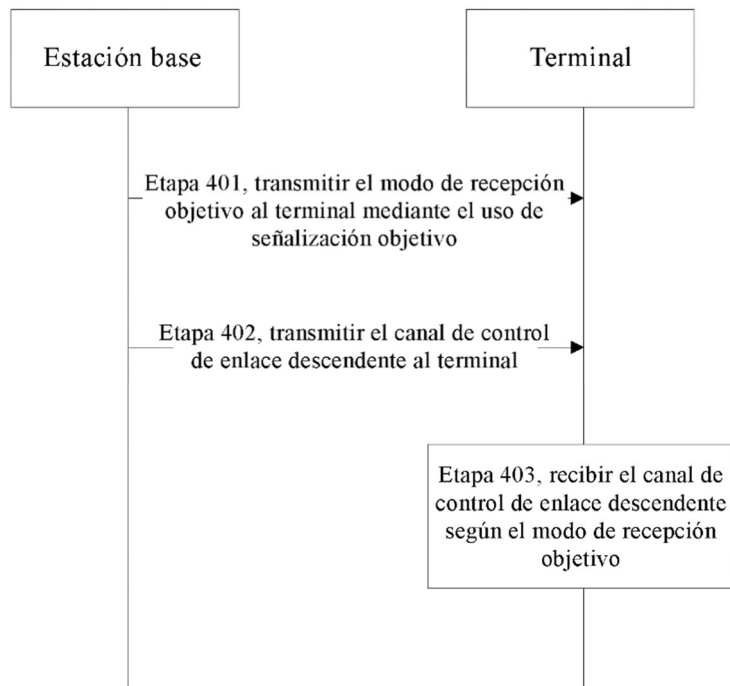 Estación base
Terminal
Etapa 401, transmitir el modo de recepción
objetivo al terminal mediante el uso de
señalización objetivo
Etapa 402, transmitir el canal de control
de enlace descendente al terminal
Etapa 403, recibir el canal de
control de enlace descendente
según el modo de recepción
objetivo